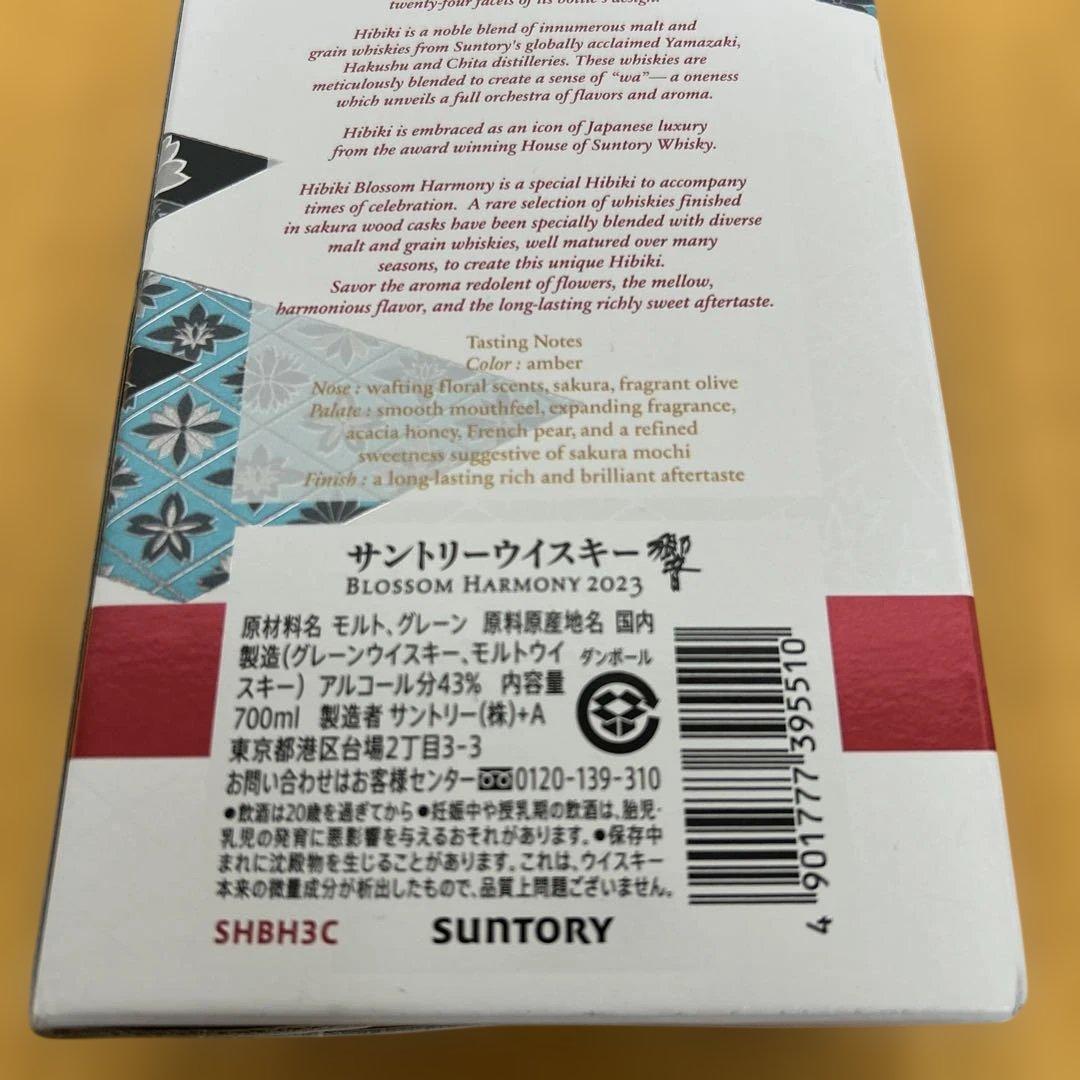 twenty-four facets of its bottle's design.
Hibiki is a noble blend of innumerous malt and
grain whiskies from Suntory's globally acclaimed Yamazaki,
Hakushu and Chita distilleries. These whiskies are
meticulously blended to create a sense of "wa"— a oneness
which unveils a full orchestra of flavors and aroma.
Hibiki is embraced as an icon of Japanese luxury
from the award winning House of Suntory Whisky.
Hibiki Blossom Harmony is a special Hibiki to accompany
times of celebration. A rare selection of whiskies finished
in sakura wood casks have been specially blended with diverse
malt and grain whiskies, well matured over many
seasons, to create this unique Hibiki.
Savor the aroma redolent of flowers, the mellow,
harmonious flavor, and the long-lasting richly sweet aftertaste.
Tasting Notes
Color : amber
Nose : wafting floral scents, sakura, fragrant olive
Palate : smooth mouthfeel, expanding fragrance,
acacia honey, French pear, and a refined
sweetness suggestive of sakura mochi
Finish : a long-lasting rich and brilliant aftertaste
サントリーウイスキー 響
BLOSSOM HARMONY 2023
原材料名 モルト、グレーン 原料原産地名 国内
製造(グレーンウイスキー、モルトウイ
スキー) アルコール分43% 内容量
700ml 製造者 サントリー(株)+A
東京都港区台場2丁目3-3
ダンボール
お問い合わせはお客様センター 0120-139-310
●飲酒は20歳を過ぎてから●妊娠中や授乳期の飲酒は、胎児・
乳児の発育に悪影響を与えるおそれがあります。●保存中
まれに沈殿物を生じることがあります。これは、ウイスキー
本来の微量成分が析出したもので、品質上問題ございません。
SHBH3C SUNTORY
4 901777 395510